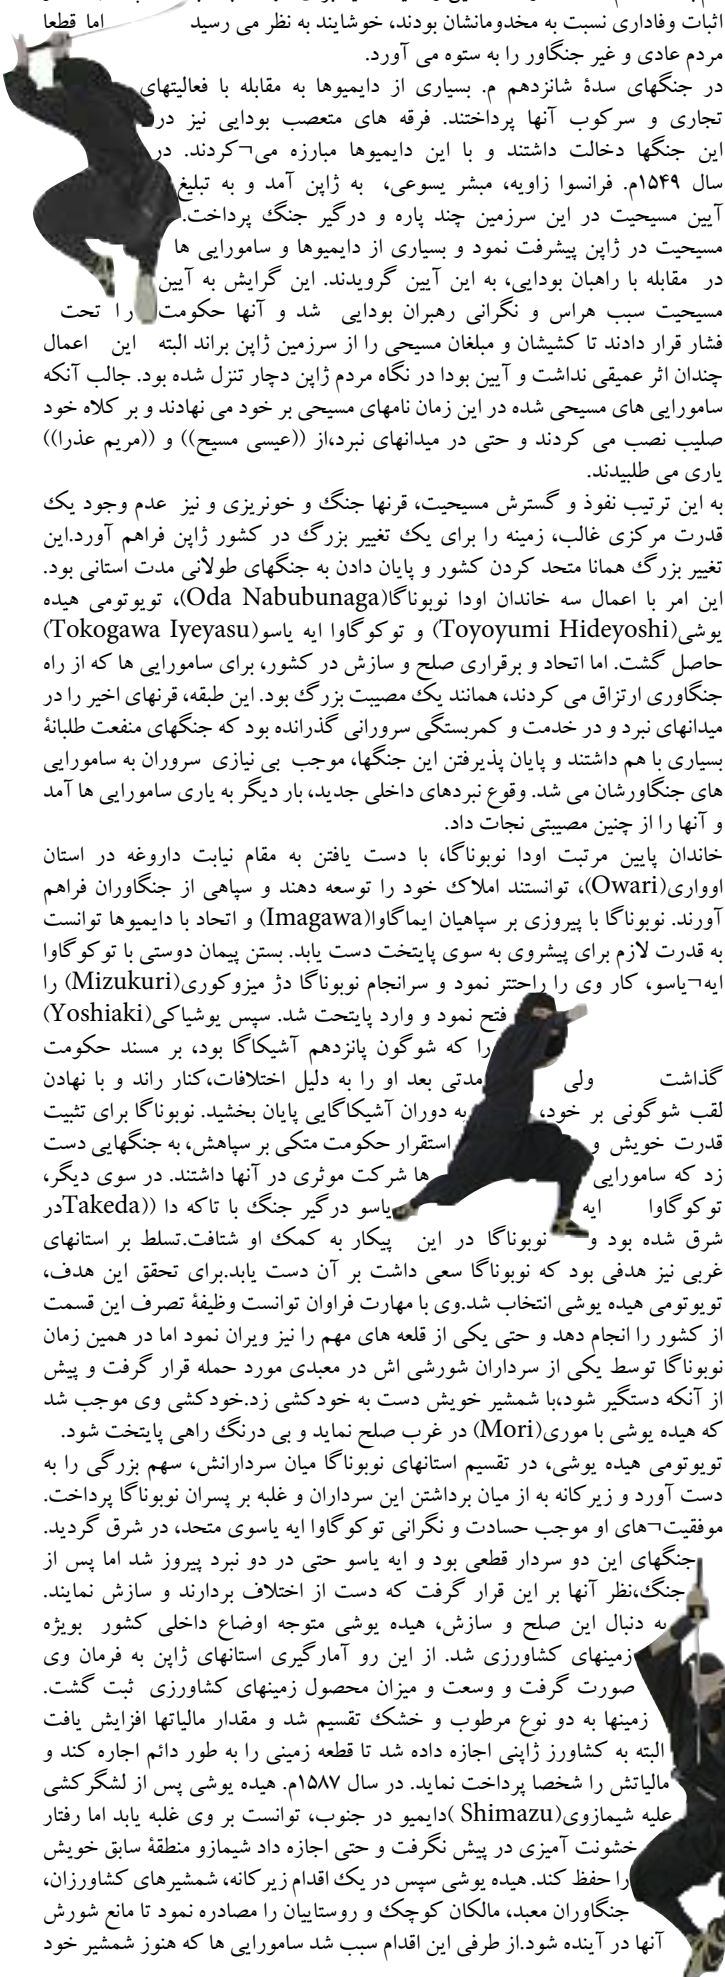 اثبات وفاداری نسبت به مخدومانشان بودند، خوشایند به نظر می رسید اما قطعا
مردم عادی و غیر جنگاور را به ستوه می آورد.
در جنگهای سدهٔ شانزدهم م. بسیاری از دایمیوها به مقابله با فعالیتهای
تجاری و سرکوب آنها پرداختند. فرقه های متعصب بودایی نیز در
این جنگها دخالت داشتند و با این دایمیوها مبارزه می¬کردند. در
سال ۱۵۴۹م. فرانسوا زاویه، مبشر یسوعی، به ژاپن آمد و به تبلیغ
آیین مسیحیت در این سرزمین چند پاره و درگیر جنگ پرداخت.
مسیحیت در ژاپن پیشرفت نمود و بسیاری از دایمیوها و سامورایی ها
در مقابله با راهبان بودایی، به این آیین گرویدند. این گرایش به آیین
مسیحیت سبب هراس و نگرانی رهبران بودایی شد و آنها حکومت را تحت
فشار قرار دادند تا کشیشان و مبلغان مسیحی را از سرزمین ژاپن براند البته این اعمال
چندان اثر عمیقی نداشت و آیین بودا در نگاه مردم ژاپن دچار تنزل شده بود. جالب آنکه
سامورایی های مسیحی شده در این زمان نامهای مسیحی بر خود می نهادند و بر کلاه خود
صلیب نصب می کردند و حتی در میدانهای نبرد،از ((عیسی مسیح)) و ((مریم عذرا))
یاری می طلبیدند.
به این ترتیب نفوذ و گسترش مسیحیت، قرنها جنگ و خونریزی و نیز عدم وجود یک
قدرت مرکزی غالب، زمینه را برای یک تغییر بزرگ در کشور ژاپن فراهم آورد.این
تغییر بزرگ همانا متحد کردن کشور و پایان دادن به جنگهای طولانی مدت استانی بود.
این امر با اعمال سه خاندان اودا نوبوناگا(Oda Nabubunaga)، تویوتومی هیده
یوشی(Toyoyumi Hideyoshi) و توکوگاوا ایه یاسو(Tokogawa Iyeyasu)
حاصل گشت. اما اتحاد و برقراری صلح و سازش در کشور، برای سامورایی ها که از راه
جنگاوری ارتزاق می کردند، همانند یک مصیبت بزرگ بود. این طبقه، قرنهای اخیر را در
میدانهای نبرد و در خدمت و کمربستگی سرورانی گذرانده بود که جنگهای منفعت طلبانهٔ
بسیاری با هم داشتند و پایان پذیرفتن این جنگها، موجب بی نیازی سروران به سامورایی
های جنگاورشان می شد. وقوع نبردهای داخلی جدید، بار دیگر به یاری سامورایی ها آمد
و آنها را از چنین مصیبتی نجات داد.
خاندان پایین مرتبت اودا نوبوناگا، با دست یافتن به مقام نیابت داروغه در استان
اوواری(Owari)، توانستند املاک خود را توسعه دهند و سپاهی از جنگاوران فراهم
آورند. نوبوناگا با پیروزی بر سپاهیان ایماگاوا(Imagawa) و اتحاد با دایمیوها توانست
به قدرت لازم برای پیشروی به سوی پایتخت دست یابد. بستن پیمان دوستی با توکوگاوا
ایه¬یاسو، کار وی را راحتتر نمود و سرانجام نوبوناگا دژ میزوکوری(Mizukuri) را
فتح نمود و وارد پایتخت شد. سپس یوشیاکی(Yoshiaki)
را که شوگون پانزدهم آشیکاگا بود، بر مسند حکومت
گذاشت ولی مدتی بعد او را به دلیل اختلافات،کنار راند و با نهادن
لقب شوگونی بر خود، به دوران آشیکاگایی پایان بخشید. نوبوناگا برای تثبیت
قدرت خویش و استقرار حکومت متکی بر سپاهش، به جنگهایی دست
زد که سامورایی ها شرکت موثری در آنها داشتند. در سوی دیگر،
توکوگاوا ایه یاسو درگیر جنگ با تاکه دا ((Takedaدر
شرق شده بود و نوبوناگا در این پیکار به کمک او شتافت.تسلط بر استانهای
غربی نیز هدفی بود که نوبوناگا سعی داشت بر آن دست یابد.برای تحقق این هدف،
تویوتومی هیده یوشی انتخاب شد.وی با مهارت فراوان توانست وظیفهٔ تصرف این قسمت
از کشور را انجام دهد و حتی یکی از قلعه های مهم را نیز ویران نمود اما در همین زمان
نوبوناگا توسط یکی از سرداران شورشی اش در معبدی مورد حمله قرار گرفت و پیش
از آنکه دستگیر شود،با شمشیر خویش دست به خودکشی زد.خودکشی وی موجب شد
که هیده یوشی با موری(Mori) در غرب صلح نماید و بی درنگ راهی پایتخت شود.
تویوتومی هیده یوشی، در تقسیم استانهای نوبوناگا میان سردارانش، سهم بزرگی را به
دست آورد و زیرکانه به از میان برداشتن این سرداران و غلبه بر پسران نوبوناگا پرداخت.
موفقیت¬های او موجب حسادت و نگرانی توکوگاوا ایه یاسوی متحد، در شرق گردید.
جنگهای این دو سردار قطعی بود و ایه یاسو حتی در دو نبرد پیروز شد اما پس از
جنگ،نظر آنها بر این قرار گرفت که دست از اختلاف بردارند و سازش نمایند.
به دنبال این صلح و سازش، هیده یوشی متوجه اوضاع داخلی کشور بویژه
زمینهای کشاورزی شد. از این رو آمارگیری استانهای ژاپن به فرمان وی
صورت گرفت و وسعت و میزان محصول زمینهای کشاورزی ثبت گشت.
زمینها به دو نوع مرطوب و خشک تقسیم شد و مقدار مالیاتها افزایش یافت
البته به کشاورز ژاپنی اجازه داده شد تا قطعه زمینی را به طور دائم اجاره کند و
مالیاتش را شخصا پرداخت نماید. در سال ۱۵۸۷م. هیده یوشی پس از لشگرکشی
علیه شیمازوی(Shimazu )دایمیو در جنوب، توانست بر وی غلبه یابد اما رفتار
خشونت آمیزی در پیش نگرفت و حتی اجازه داد شیمازو منطقهٔ سابق خویش
را حفظ کند. هیده یوشی سپس در یک اقدام زیرکانه، شمشیرهای کشاورزان،
جنگاوران معبد، مالکان کوچک و روستاییان را مصادره نمود تا مانع شورش
آنها در آینده شود.از طرفی این اقدام سبب شد سامورایی ها که هنوز شمشیر خود